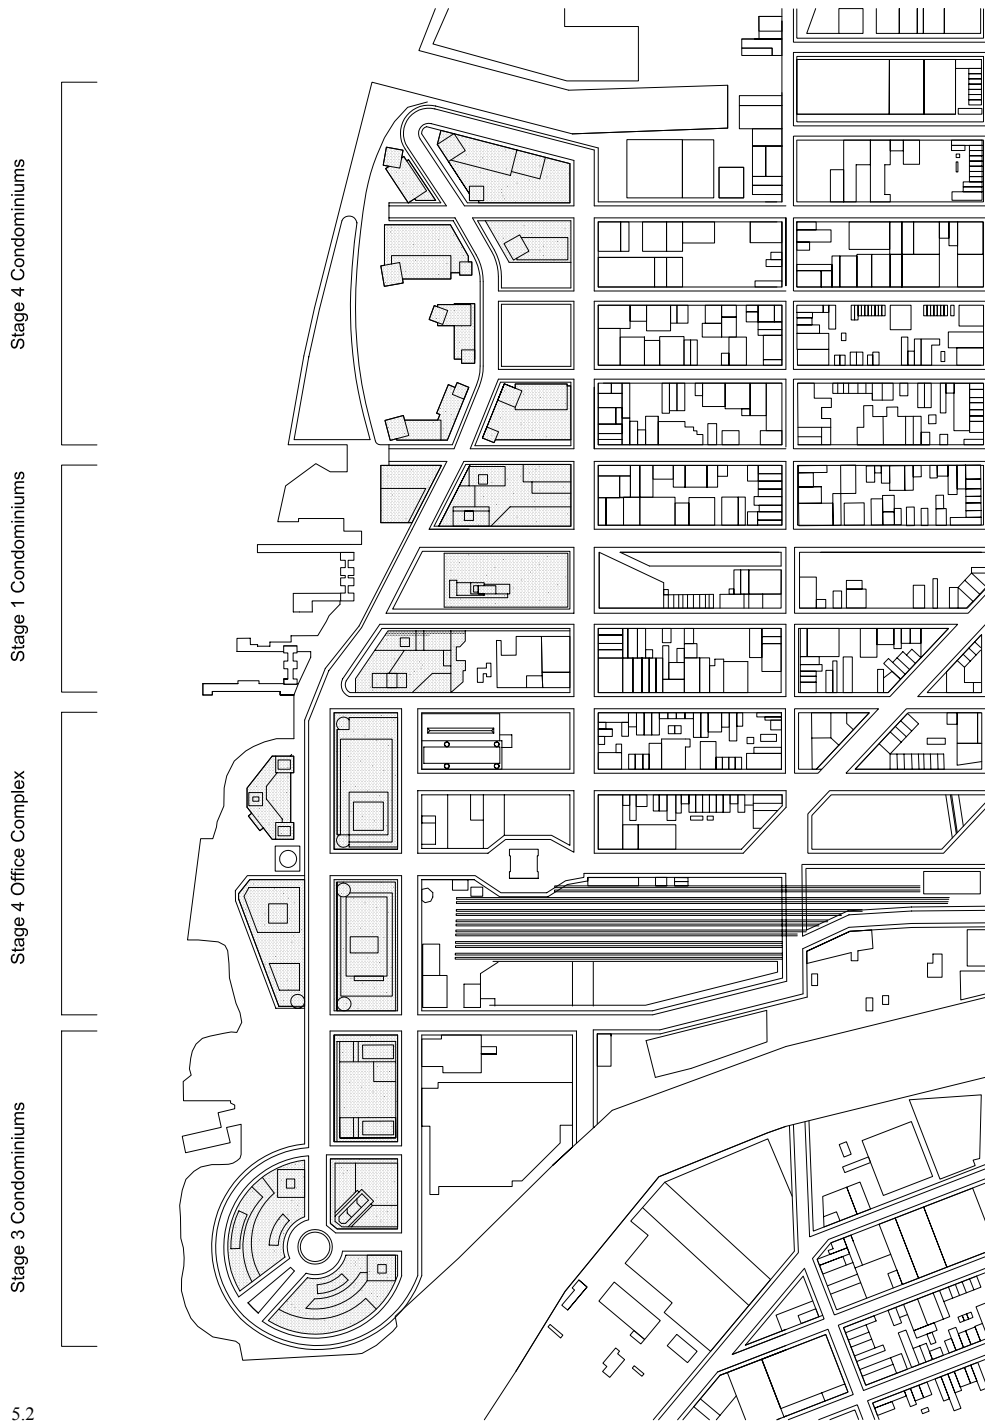 Stage 4 Condominiums
Stage 1 Condominiums
Stage 4 Office Complex
Stage 3 Condominiums
5.2